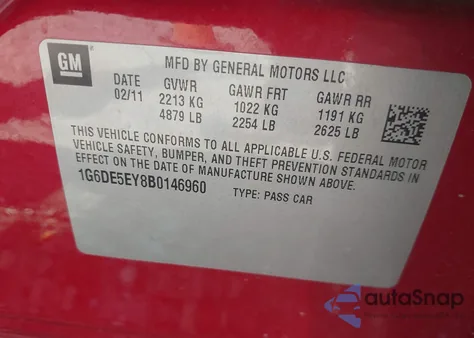 GM
MFD BY GENERAL MOTORS LLC
DATE GVWR GAWR FRT GAWR RR
02/11 2213 KG 1022 KG 1191 KG
4879 LB 2254 LB 2625 LB
THIS VEHICLE CONFORMS TO ALL APPLICABLE U.S. FEDERAL MOTOR
VEHICLE SAFETY, BUMPER, AND THEFT PREVENTION STANDARDS IN
EFFECT ON THE DATE OF MANUFACTURE SHOWN ABOVE.
1G6DE5EY8B0146960 TYPE: PASS CAR
autoSnap